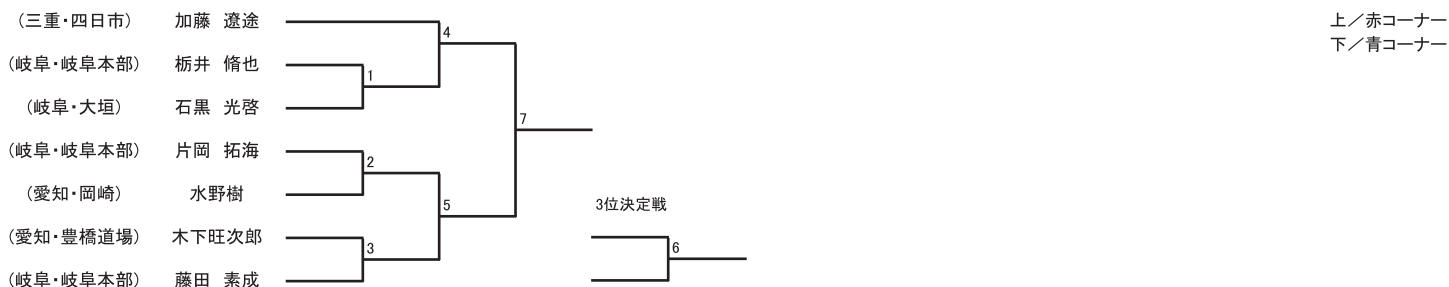 (三重・四日市) 加藤 遼途
(岐阜・岐阜本部) 栃井 脩也
(岐阜・大垣) 石黒 光啓
(岐阜・岐阜本部) 片岡 拓海
(愛知・岡崎) 水野樹
(愛知・豊橋道場) 木下旺次郎
(岐阜・岐阜本部) 藤田 素成
4
1
7
2
5
3
3位決定戦
6
上／赤コーナー
下／青コーナー